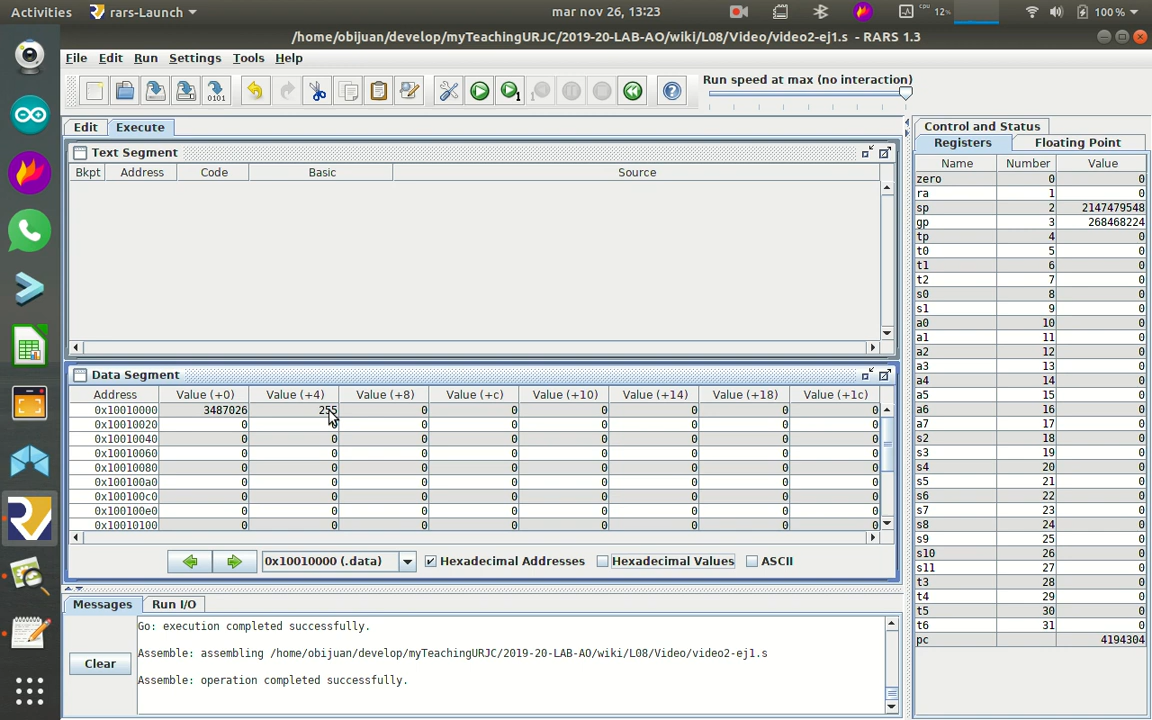 Activities rars-Launch mar nov 26, 13:23 cpu 12% 100%
/home/obijuan/develop/myTeachingURJC/2019-20-LAB-AO/wiki/L08/Video/video2-ej1.s - RARS 1.3
File Edit Run Settings Tools Help
Run speed at max (no interaction)
Edit Execute
Text Segment
Bkpt Address Code Basic Source
Data Segment
Address Value (+0) Value (+4) Value (+8) Value (+c) Value (+10) Value (+14) Value (+18) Value (+1c)
0x10010000 3487026 255 0 0 0 0 0 0
0x10010020 0 0 0 0 0 0 0 0
0x10010040 0 0 0 0 0 0 0 0
0x10010060 0 0 0 0 0 0 0 0
0x10010080 0 0 0 0 0 0 0 0
0x100100a0 0 0 0 0 0 0 0 0
0x100100c0 0 0 0 0 0 0 0 0
0x100100e0 0 0 0 0 0 0 0 0
0x10010100 0 0 0 0 0 0 0 0
0x10010000 (.data) Hexadecimal Addresses Hexadecimal Values ASCII
Messages Run I/O
Go: execution completed successfully.
Assemble: assembling /home/obijuan/develop/myTeachingURJC/2019-20-LAB-AO/wiki/L08/Video/video2-ej1.s
Clear
Assemble: operation completed successfully.
Control and Status
Registers Floating Point
Name Number Value
zero 0 0
ra 1 0
sp 2 2147479548
gp 3 268468224
tp 4 0
t0 5 0
t1 6 0
t2 7 0
s0 8 0
s1 9 0
a0 10 0
a1 11 0
a2 12 0
a3 13 0
a4 14 0
a5 15 0
a6 16 0
a7 17 0
s2 18 0
s3 19 0
s4 20 0
s5 21 0
s6 22 0
s7 23 0
s8 24 0
s9 25 0
s10 26 0
s11 27 0
t3 28 0
t4 29 0
t5 30 0
t6 31 0
pc 4194304